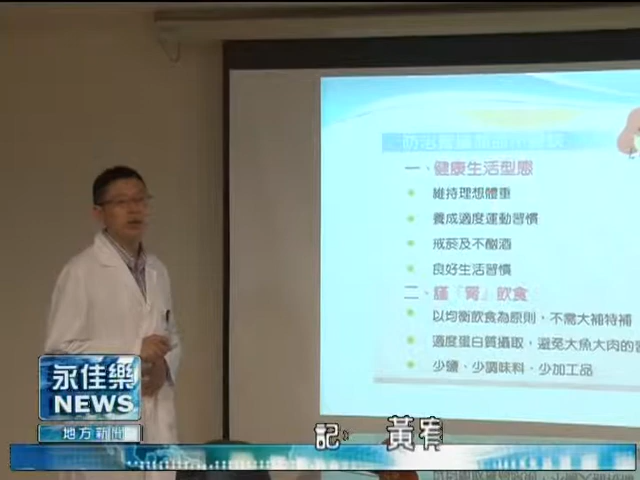 一、健康生活型態
維持理想體重
養成適度運動習慣
戒菸及不酗酒
良好生活習慣
二、謹「腎」飲食
以均衡飲食為原則，不需大補特補
適度蛋白質攝取，避免大魚大肉的
少鹽、少調味料、少加工品
永佳樂
NEWS
地方新聞
記
黃宥